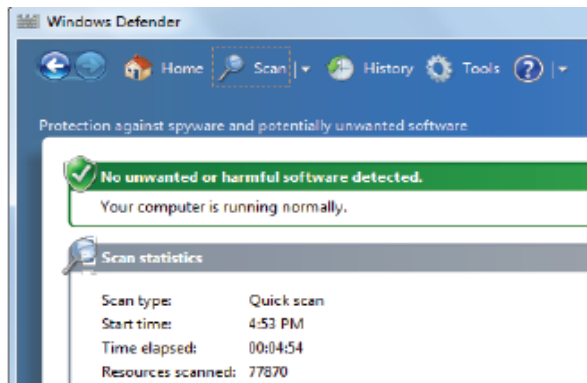 Windows Defender
Home Scan History Tools ?
Protection against spyware and potentially unwanted software
No unwanted or harmful software detected.
Your computer is running normally.
Scan statistics
Scan type: Quick scan
Start time: 4:53 PM
Time elapsed: 00:04:54
Resources scanned: 77870